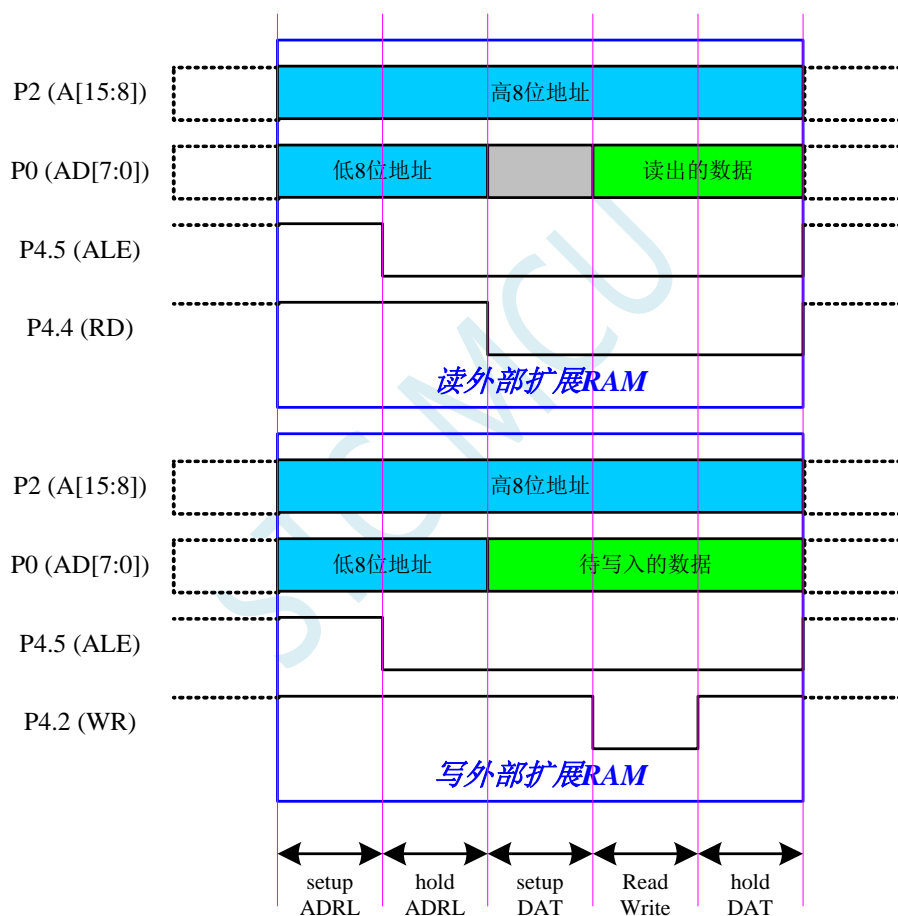 P2 (A[15:8])
高8位地址
P0 (AD[7:0])
低8位地址
读出的数据
P4.5 (ALE)
P4.4 (RD)
读外部扩展RAM
P2 (A[15:8])
高8位地址
P0 (AD[7:0])
低8位地址
待写入的数据
P4.5 (ALE)
P4.2 (WR)
写外部扩展RAM
STC MCU
setup
ADRL
hold
ADRL
setup
DAT
Read
Write
hold
DAT